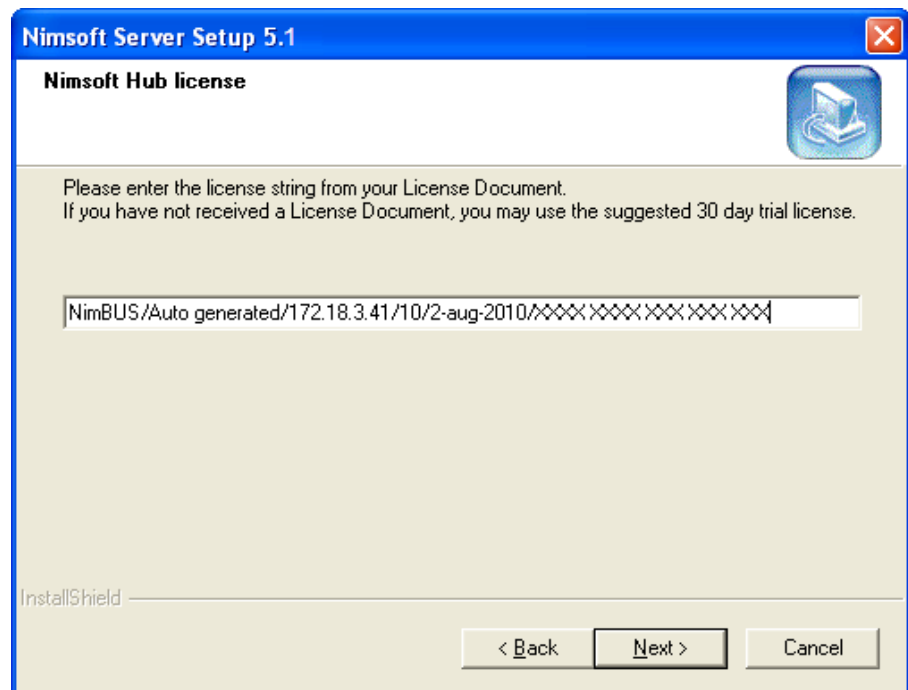 Nimsoft Server Setup 5.1
Nimsoft Hub license
Please enter the license string from your License Document.
If you have not received a License Document, you may use the suggested 30 day trial license.
NimBUS/Auto generated/172.18.3.41/10/2-aug-2010/XXXX XXXX XXX XXX XXX
InstallShield
< Back
Next >
Cancel